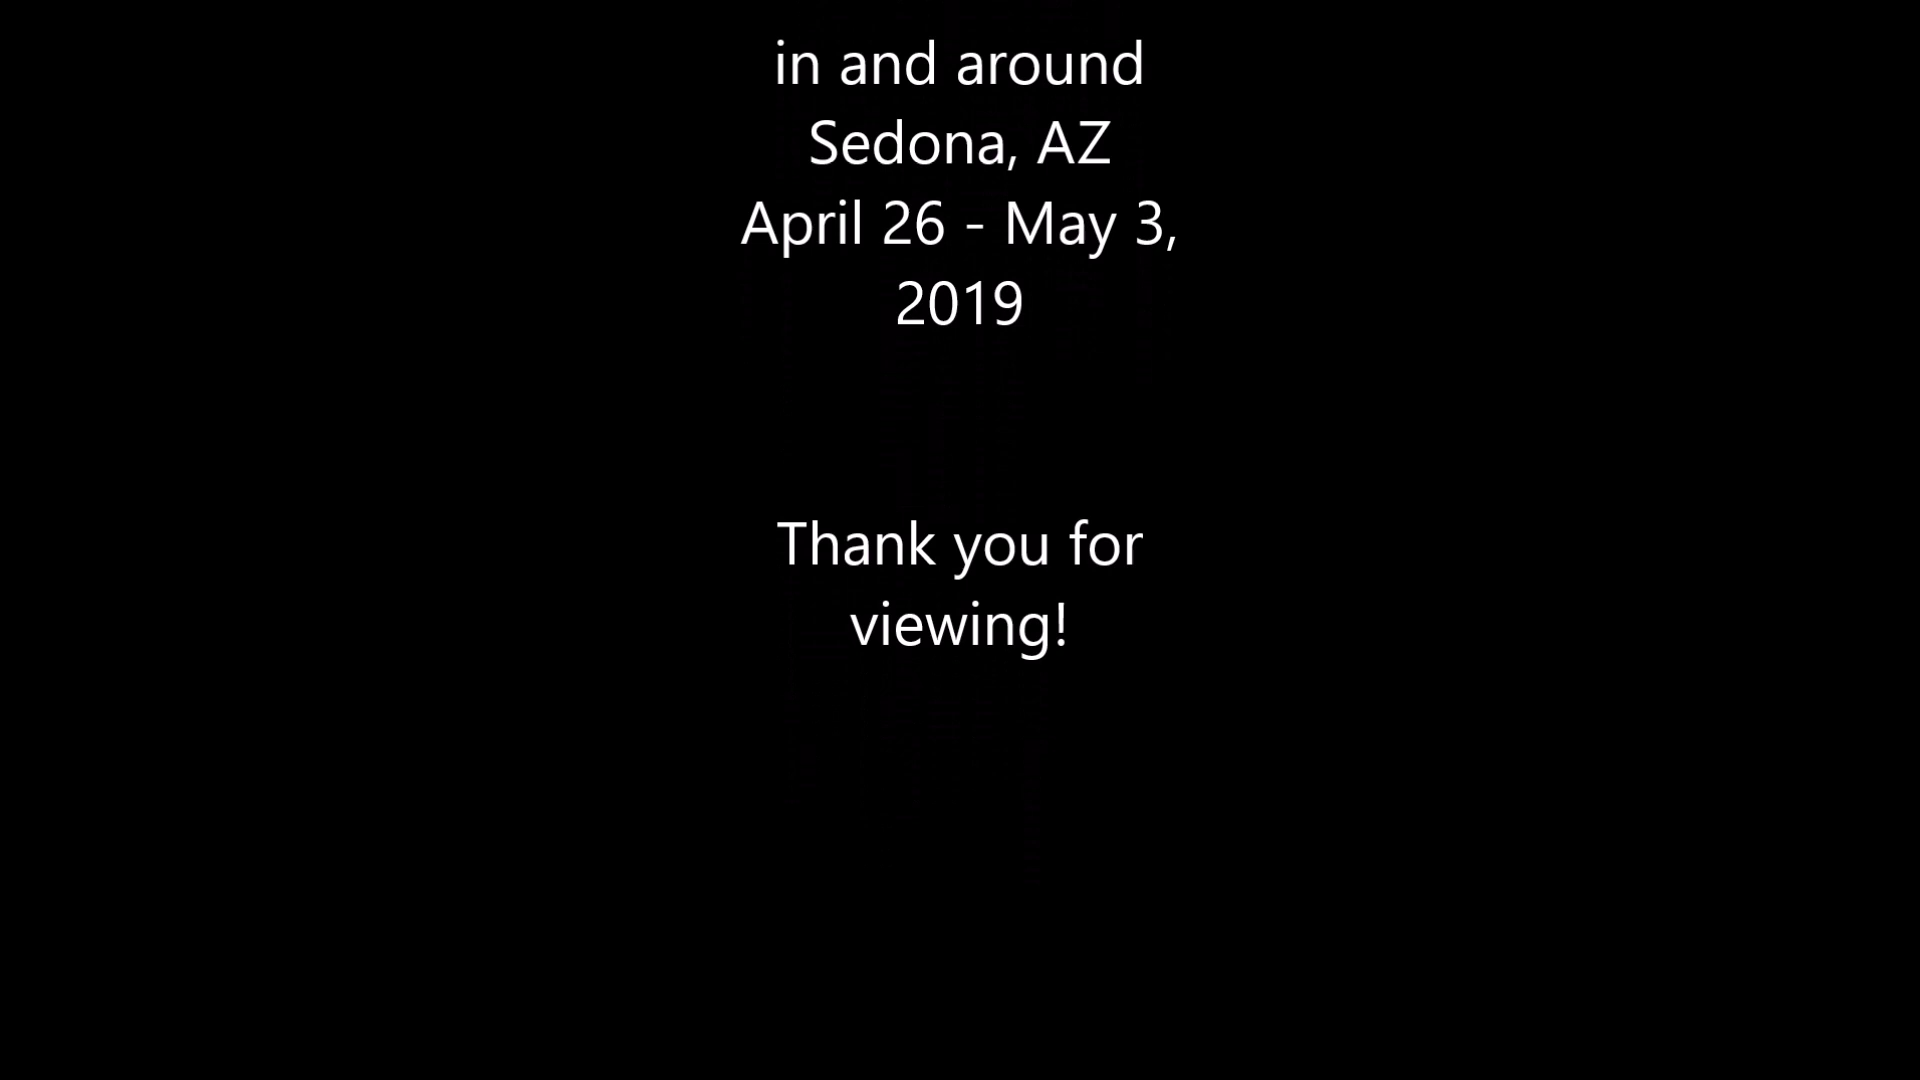 in and around
Sedona, AZ
April 26 - May 3,
2019
Thank you for
viewing!